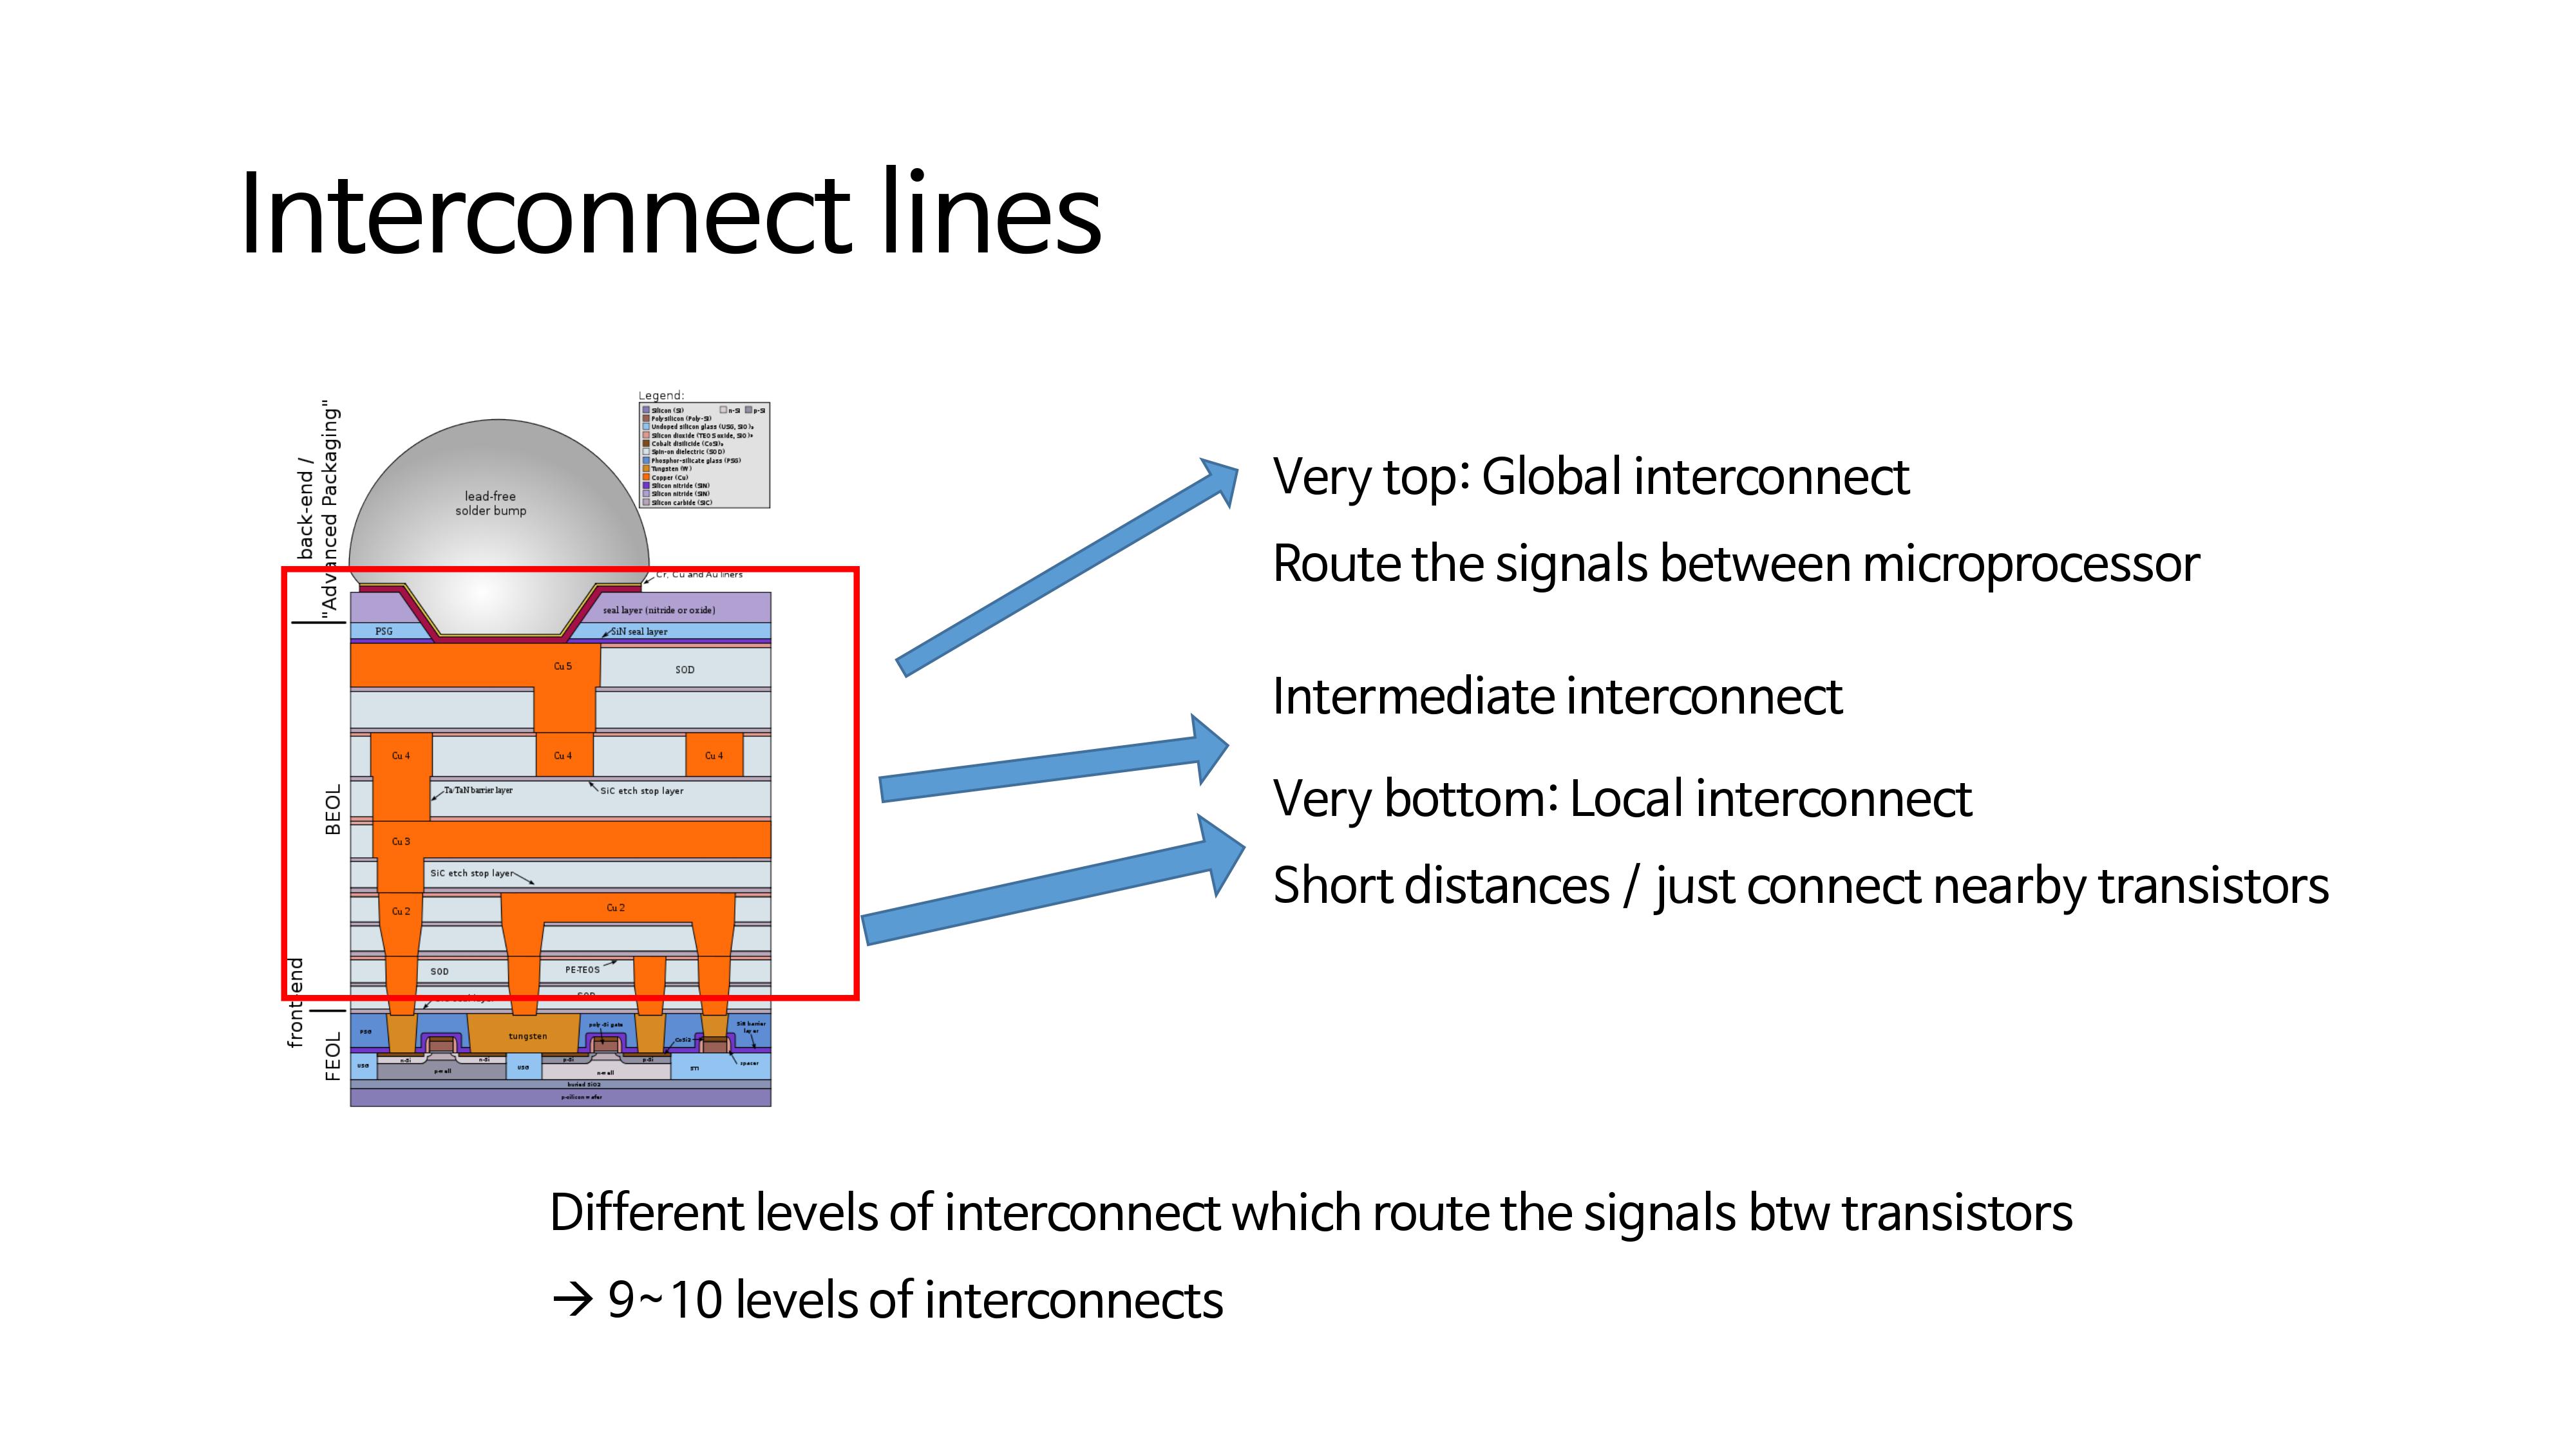 Interconnect lines
Legend:
Silicon (Si)
n-Si
p-Si
Polysilicon (Poly-Si)
Undoped silicon glass (USG, SiO)₂
Silicon dioxide (TEOS oxide, SiO)₂
Cobalt disilicide (CoSi)₂
Spin-on dielectric (SOD)
Phosphor-silicate glass (PSG)
Tungsten (W)
Copper (Cu)
Silicon nitride (SiN)
Silicon nitride (SiN)
Silicon carbide (SiC)
back-end /
"Advanced Packaging"
lead-free
solder bump
Cr, Cu and Au liners
seal layer (nitride or oxide)
PSG
SiN seal layer
Cu 5
SOD
Cu 4
Cu 4
Cu 4
Ta/TaN barrier layer
SiC etch stop layer
BEOL
Cu 3
SiC etch stop layer
Cu 2
Cu 2
SOD
PE-TEOS
SOD
front-end
FEOL
PSG
tungsten
poly-Si gate
SiN barrier
layer
CoSi2
spacer
n-Si
n-Si
p-Si
p-Si
USG
p-well
USG
n-well
STI
buried SiO2
p-silicon wafer
Very top: Global interconnect
Route the signals between microprocessor
Intermediate interconnect
Very bottom: Local interconnect
Short distances / just connect nearby transistors
Different levels of interconnect which route the signals btw transistors
→ 9~10 levels of interconnects